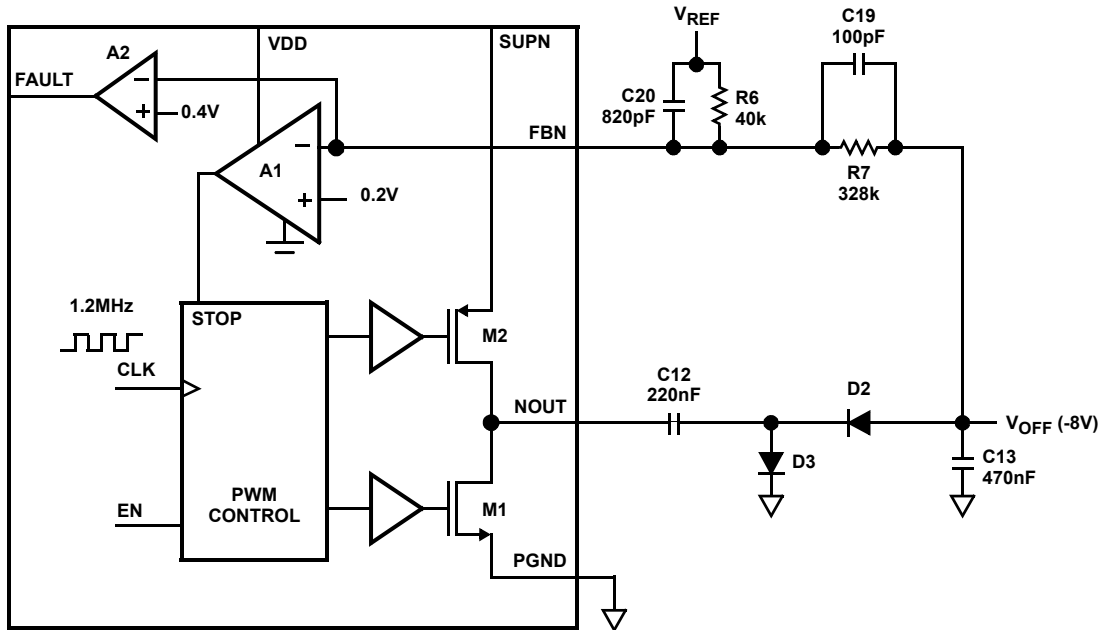 VDD
SUPN
A2
FAULT
−
+
0.4V
A1
−
+
0.2V
FBN
VREF
C20
820pF
R6
40k
C19
100pF
R7
328k
1.2MHz
STOP
CLK
EN
PWM
CONTROL
M2
NOUT
M1
PGND
C12
220nF
D2
D3
VOFF (-8V)
C13
470nF